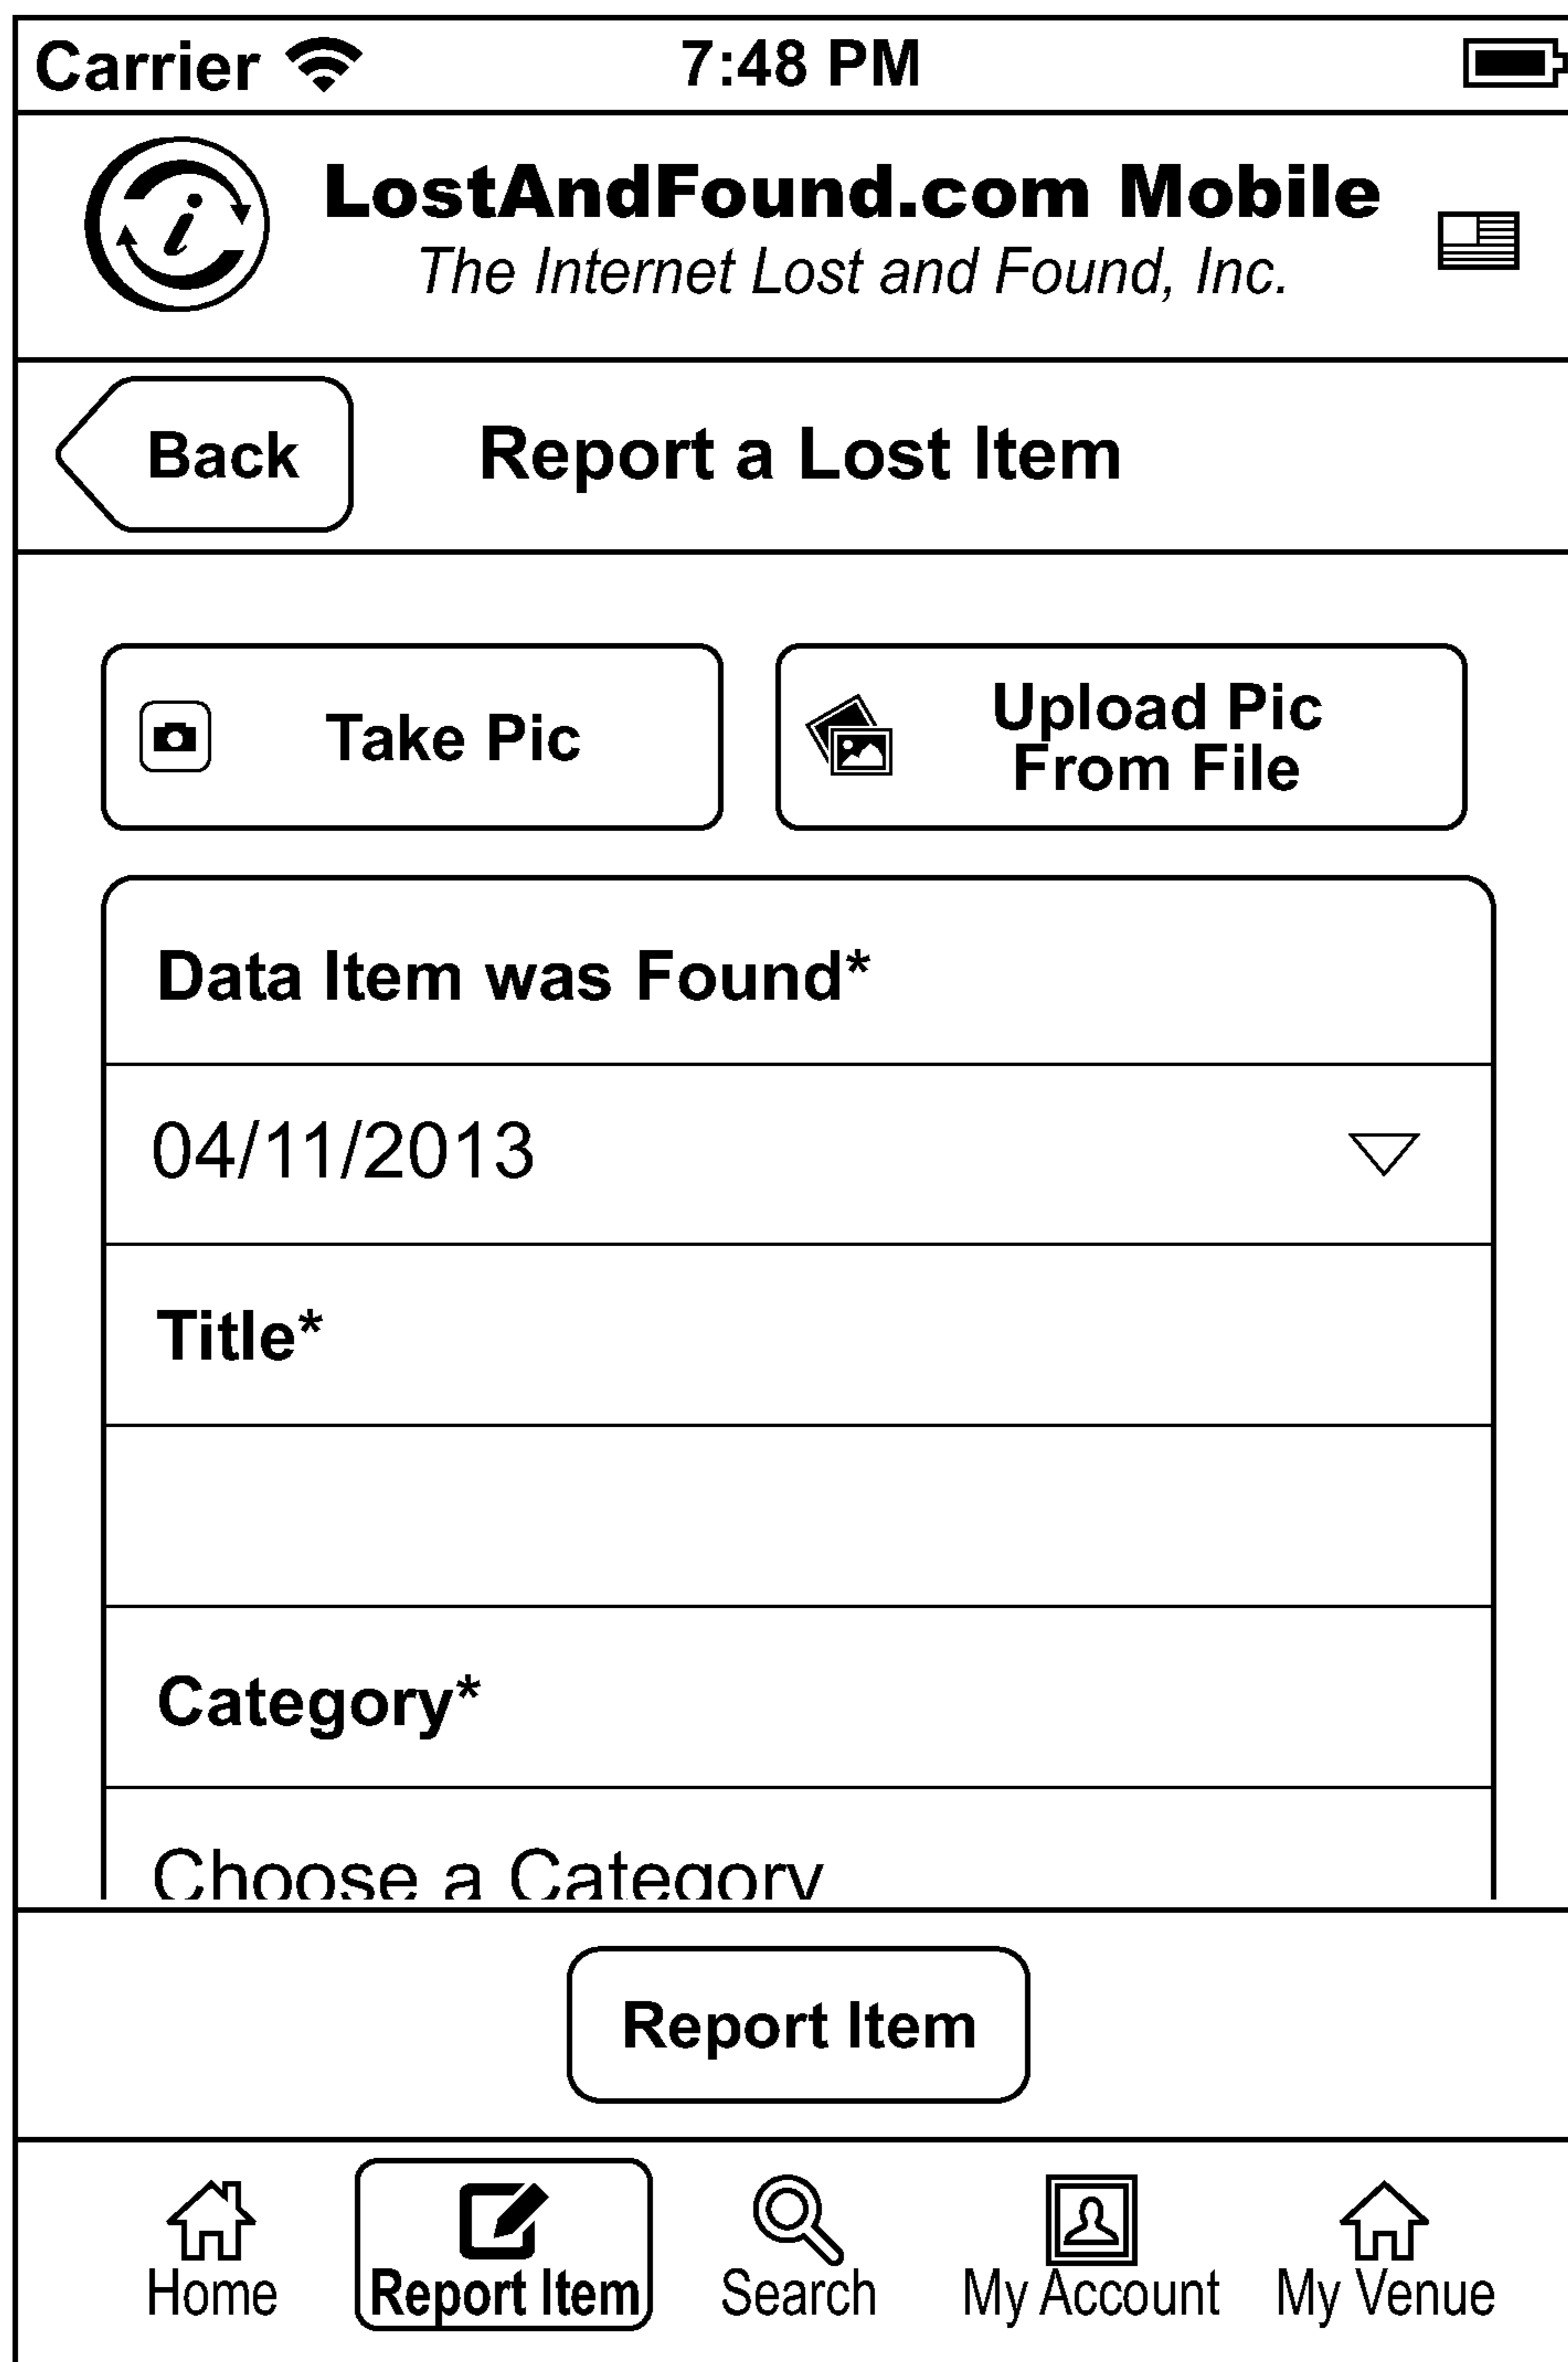 Carrier 7:48 PM
LostAndFound.com Mobile
The Internet Lost and Found, Inc.
Back Report a Lost Item
Take Pic
Upload Pic
From File
Data Item was Found*
04/11/2013
Title*
Category*
Choose a Category
Report Item
Home Report Item Search My Account My Venue